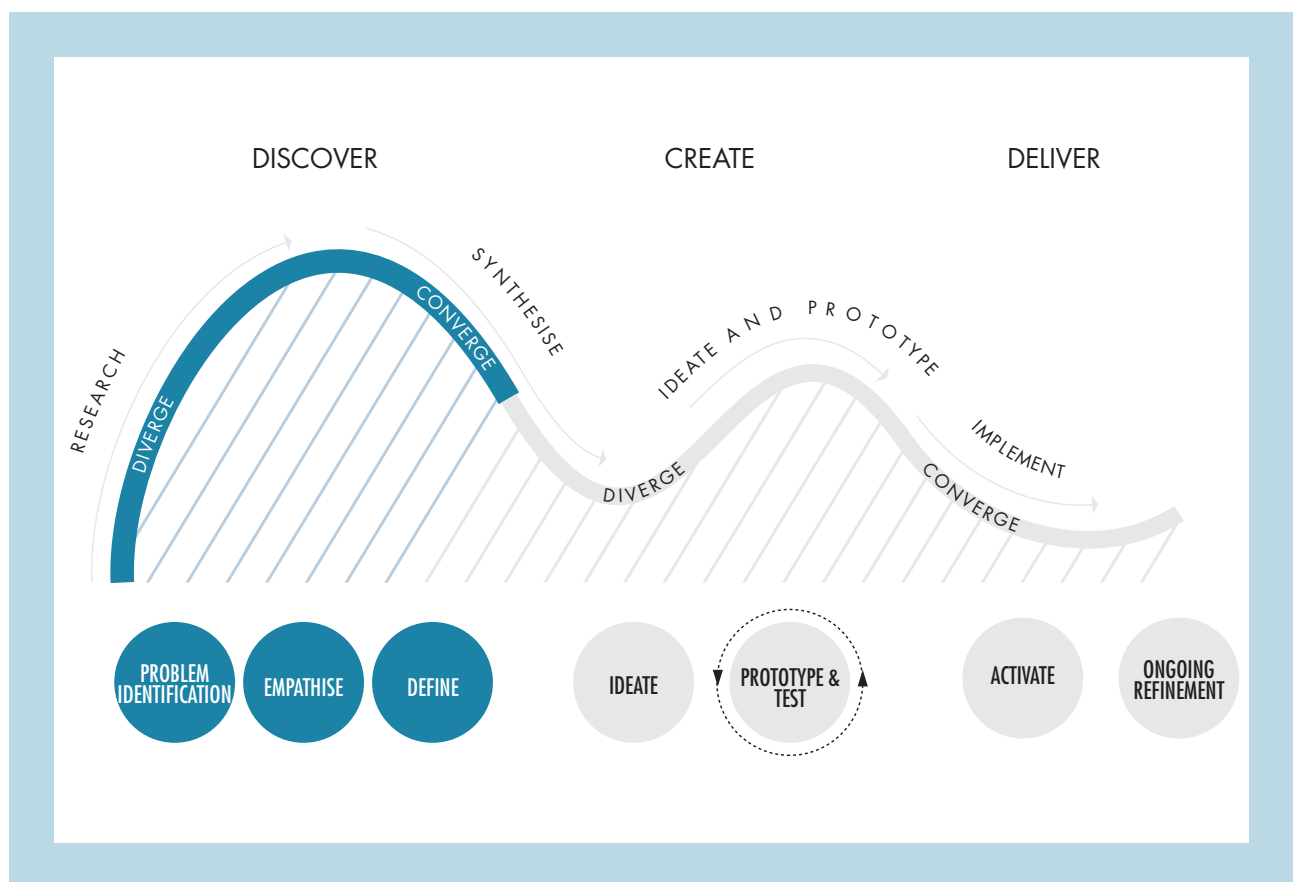 DISCOVER
CREATE
DELIVER
RESEARCH
DIVERGE
CONVERGE
SYNTHESISE
IDEATE AND PROTOTYPE
DIVERGE
IMPLEMENT
CONVERGE
PROBLEM
IDENTIFICATION
EMPATHISE
DEFINE
IDEATE
PROTOTYPE &
TEST
ACTIVATE
ONGOING
REFINEMENT